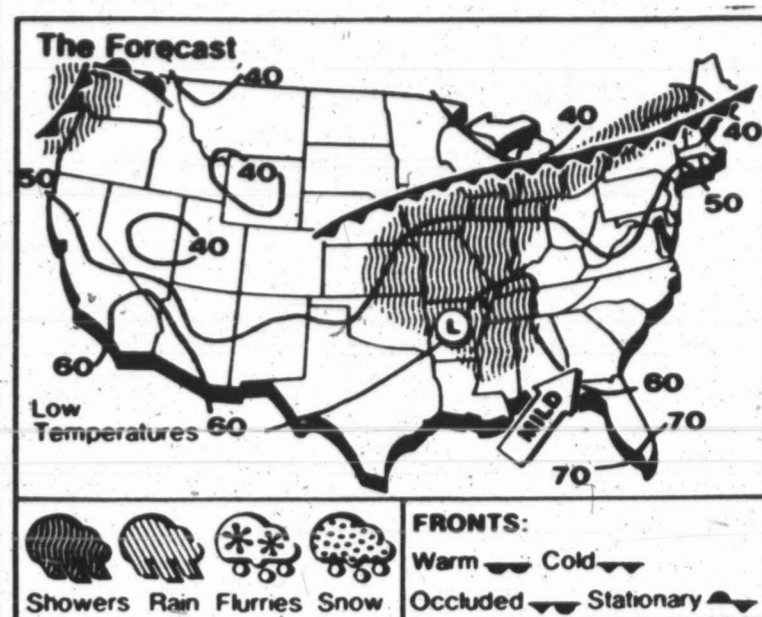 The Forecast
40
40
40
40
50
40
50
L
60
Low
Temperatures 60
MILD
60
70
70
Showers Rain Flurries Snow
FRONTS:
Warm Cold
Occluded Stationary